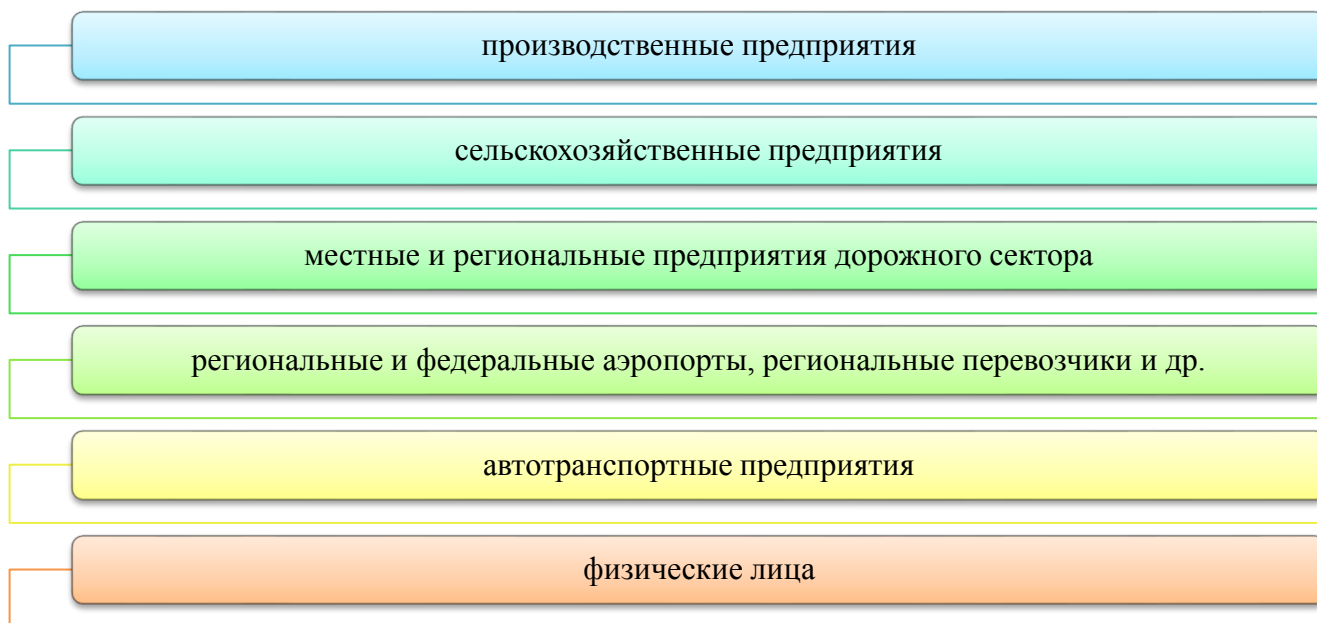 производственные предприятия
сельскохозяйственные предприятия
местные и региональные предприятия дорожного сектора
региональные и федеральные аэропорты, региональные перевозчики и др.
автотранспортные предприятия
физические лица